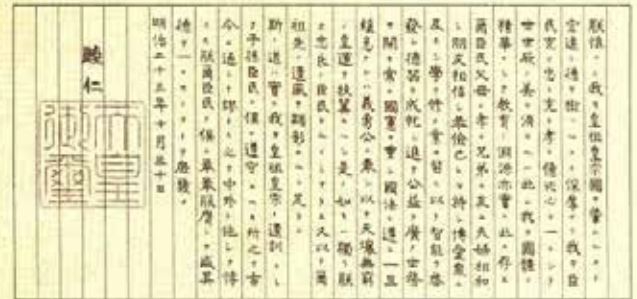 朕惟フニ我カ皇祖皇宗國ヲ肇ムルコト
宏遠ニ德ヲ樹ツルコト深厚ナリ我カ臣
民克ク忠ニ克ク孝ニ億兆心ヲ一ニシテ
世世厥ノ美ヲ濟セルハ此レ我カ國體ノ
精華ニシテ教育ノ淵源亦實ニ此ニ存ス
爾臣民父母ニ孝ニ兄弟ニ友ニ夫婦相和
シ朋友相信シ恭儉己レヲ持シ博愛衆ニ
及ホシ學ヲ修メ業ヲ習ヒ以テ智能ヲ啓
發シ德器ヲ成就シ進テ公益ヲ廣メ世務
ヲ開キ常ニ國憲ヲ重シ國法ニ遵ヒ一旦
緩急アレハ義勇公ニ奉シ以テ天壤無窮
ノ皇運ヲ扶翼スヘシ是ノ如キハ獨リ朕
カ忠良ノ臣民タルノミナラス又以テ爾
祖先ノ遺風ヲ顯彰スルニ足ラン
斯ノ道ハ實ニ我カ皇祖皇宗ノ遺訓ニシ
テ子孫臣民ノ俱ニ遵守スヘキ所之ヲ古
今ニ通シテ謬ラス之ヲ中外ニ施シテ悖
ラス朕爾臣民ト俱ニ拳拳服膺シテ咸其
德ヲ一ニセンコトヲ庶幾フ
明治二十三年十月三十日
睦仁
天皇
御璽